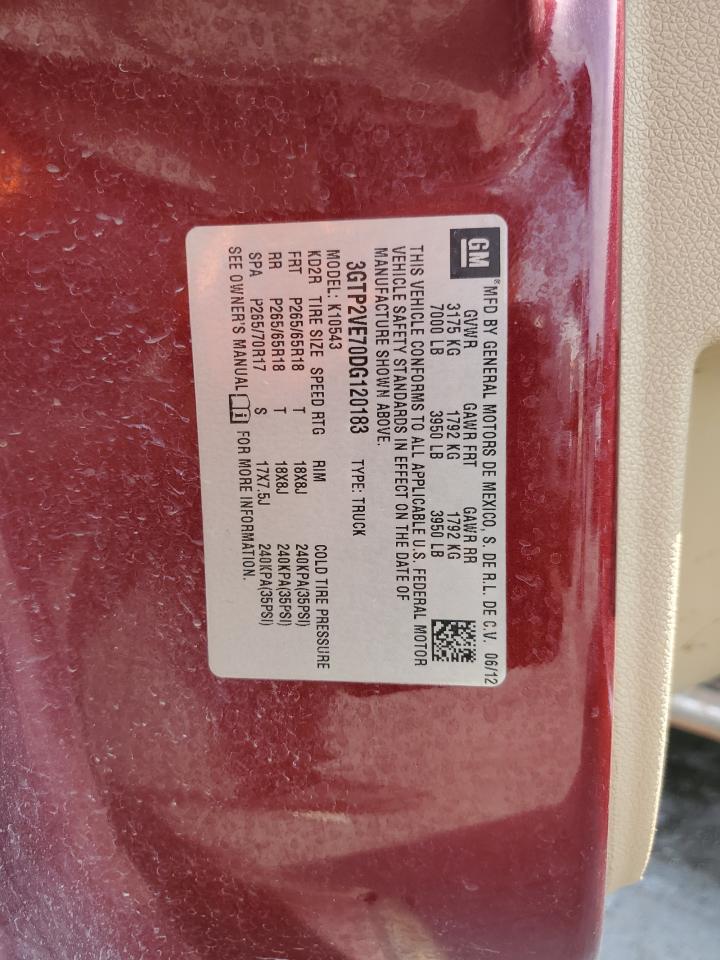 GM ® MFD BY GENERAL MOTORS DE MEXICO, S. DE R.L. DE C.V. 06/12
GVWR GAWR FRT GAWR RR
3175 KG 1792 KG 1792 KG
7000 LB 3950 LB 3950 LB
THIS VEHICLE CONFORMS TO ALL APPLICABLE U.S. FEDERAL MOTOR
VEHICLE SAFETY STANDARDS IN EFFECT ON THE DATE OF
MANUFACTURE SHOWN ABOVE.
3GTP2VE70DG120183 TYPE: TRUCK
MODEL: K10543
KD2R TIRE SIZE SPEED RTG RIM COLD TIRE PRESSURE
FRT P265/65R18 T 18X8J 240KPA(35PSI)
RR P265/65R18 T 18X8J 240KPA(35PSI)
SPA P265/70R17 S 17X7.5J 240KPA(35PSI)
SEE OWNER'S MANUAL i FOR MORE INFORMATION.